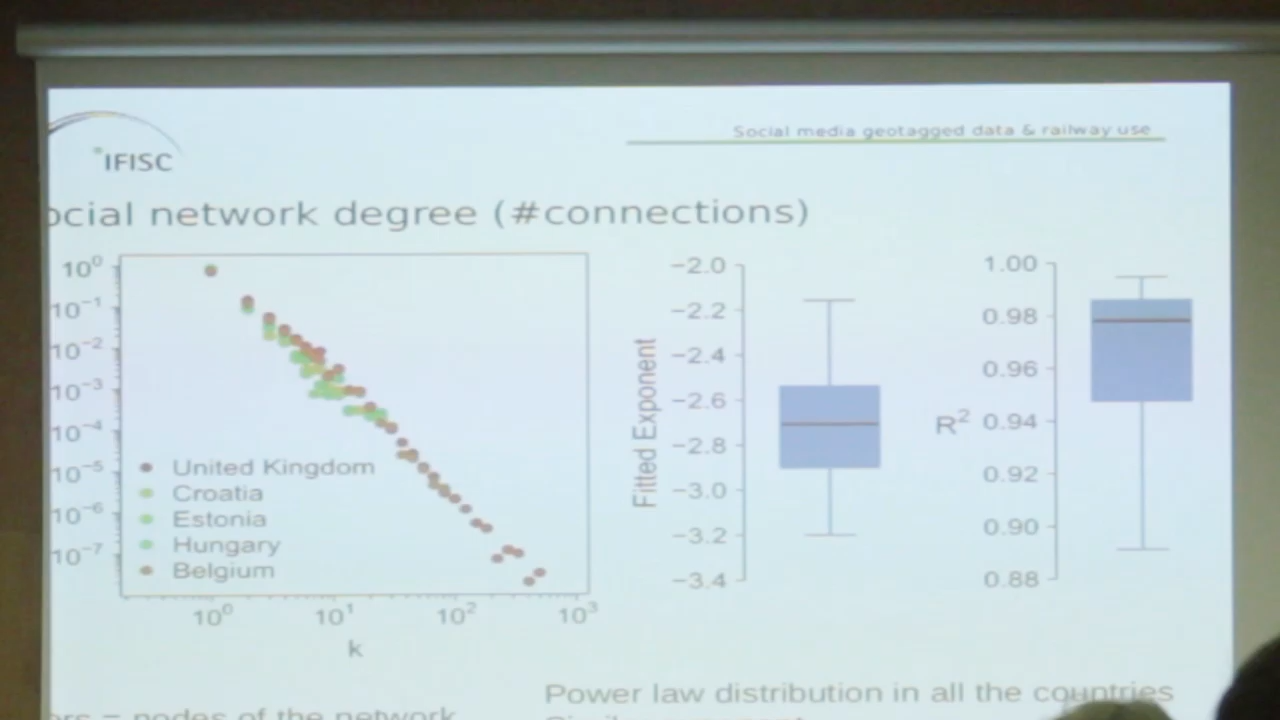 Social media geotagged data & railway use
IFISC
ocial network degree (#connections)
10⁰
10⁻¹
10⁻²
10⁻³
10⁻⁴
10⁻⁵
10⁻⁶
10⁻⁷
United Kingdom
Croatia
Estonia
Hungary
Belgium
10⁰ 10¹ 10² 10³
k
Fitted Exponent
−2.0
−2.2
−2.4
−2.6
−2.8
−3.0
−3.2
−3.4
R²
1.00
0.98
0.96
0.94
0.92
0.90
0.88
Power law distribution in all the countries
= nodes of the network